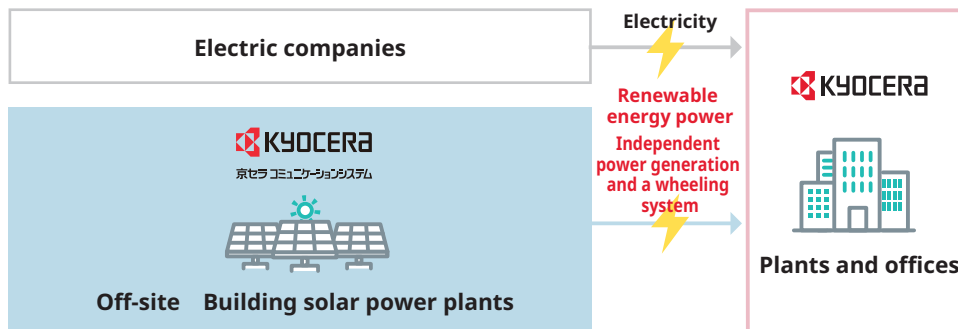 Electric companies
Electricity
KYOCERA
京セラ コミュニケーションシステム
Off-site Building solar power plants
Renewable
energy power
Independent
power generation
and a wheeling
system
KYOCERA
Plants and offices